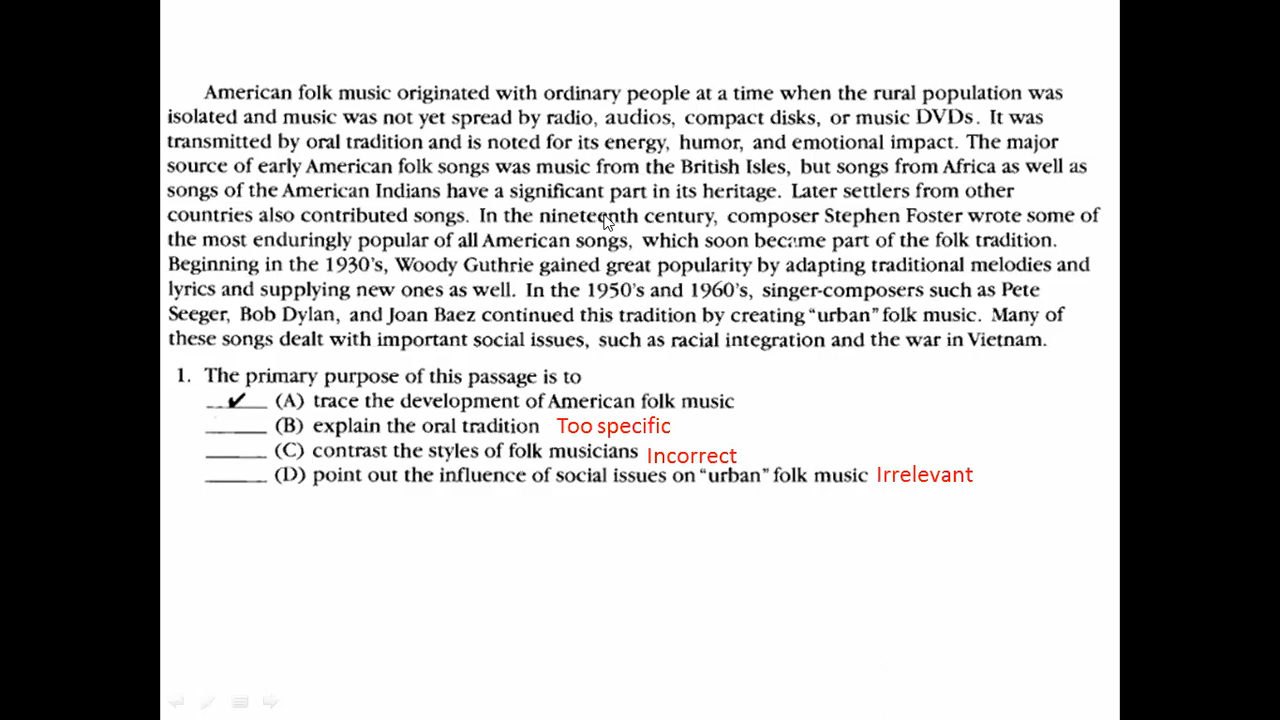 American folk music originated with ordinary people at a time when the rural population was
isolated and music was not yet spread by radio, audios, compact disks, or music DVDs. It was
transmitted by oral tradition and is noted for its energy, humor, and emotional impact. The major
source of early American folk songs was music from the British Isles, but songs from Africa as well as
songs of the American Indians have a significant part in its heritage. Later settlers from other
countries also contributed songs. In the nineteenth century, composer Stephen Foster wrote some of
the most enduringly popular of all American songs, which soon became part of the folk tradition.
Beginning in the 1930's, Woody Guthrie gained great popularity by adapting traditional melodies and
lyrics and supplying new ones as well. In the 1950's and 1960's, singer-composers such as Pete
Seeger, Bob Dylan, and Joan Baez continued this tradition by creating “urban” folk music. Many of
these songs dealt with important social issues, such as racial integration and the war in Vietnam.
1. The primary purpose of this passage is to
✔ (A) trace the development of American folk music
____ (B) explain the oral tradition Too specific
____ (C) contrast the styles of folk musicians Incorrect
____ (D) point out the influence of social issues on “urban” folk music Irrelevant